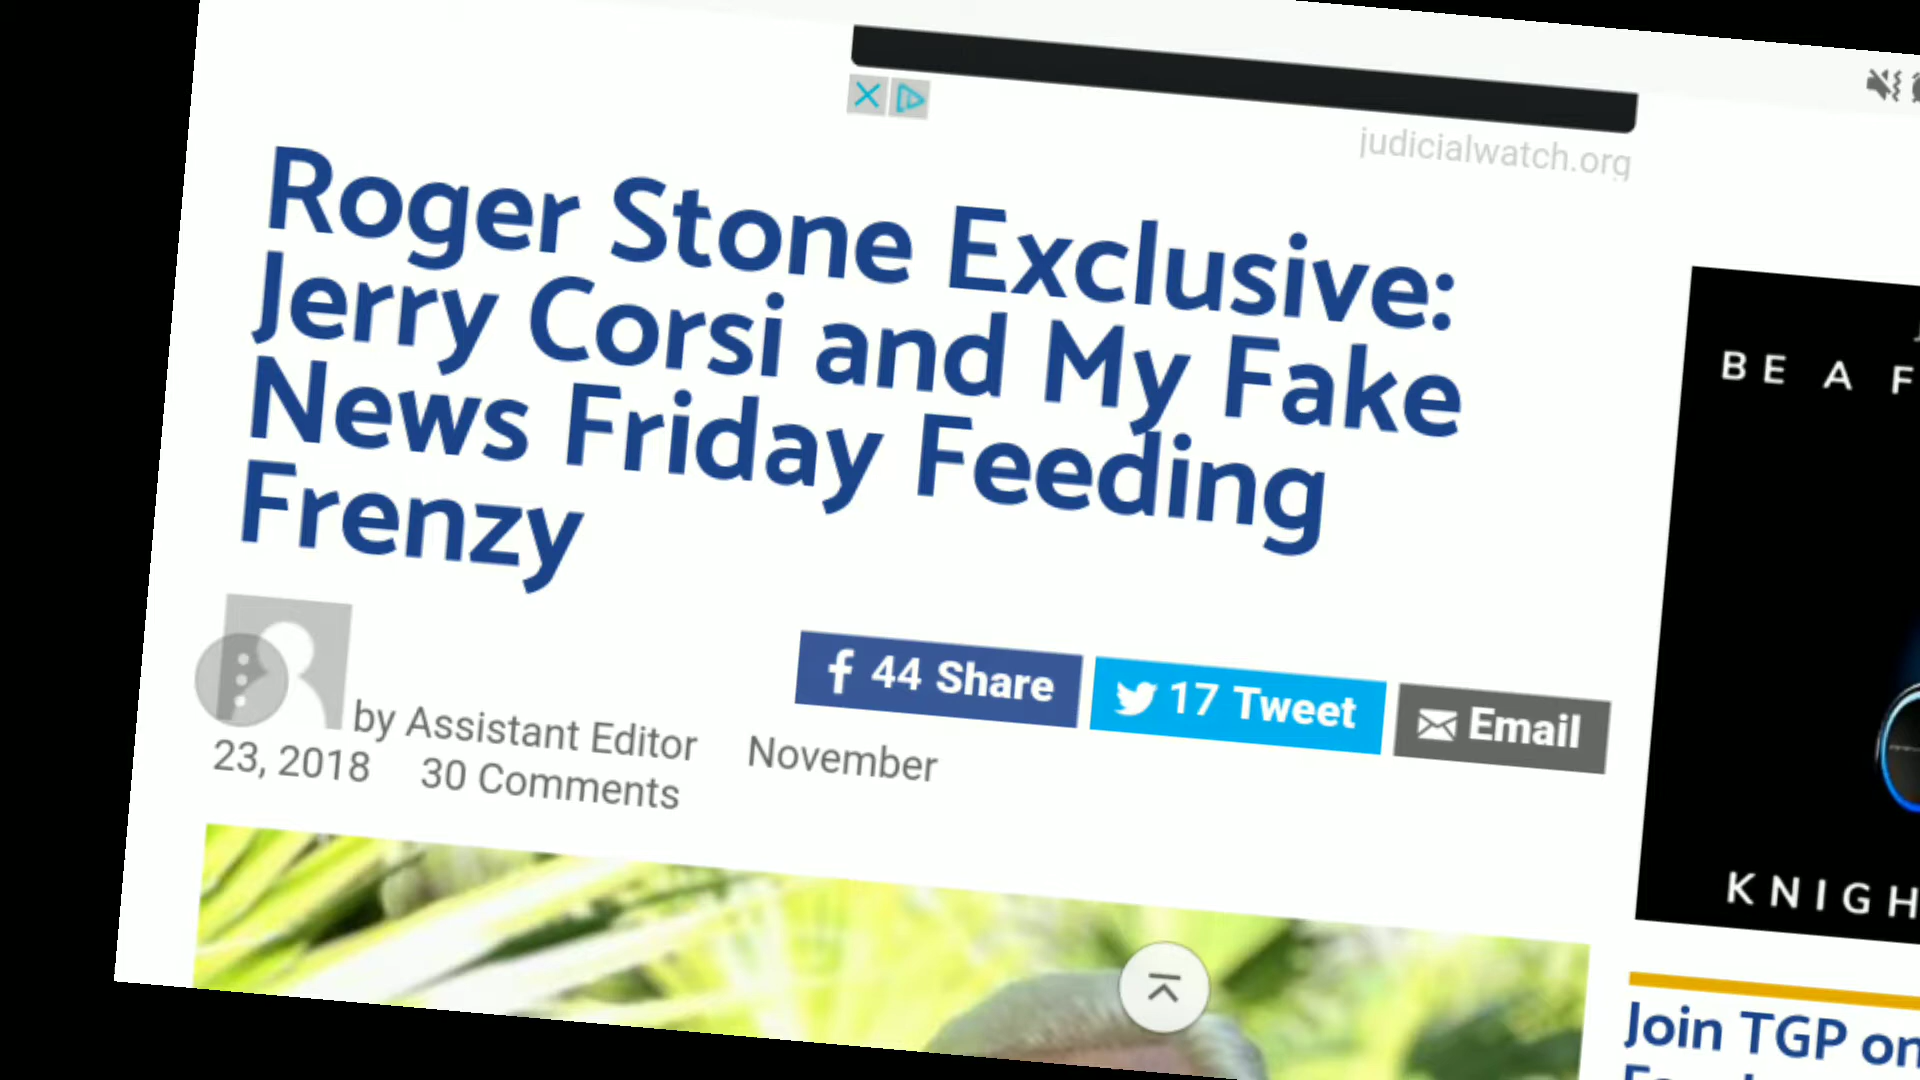 judicialwatch.org
Roger Stone Exclusive:
Jerry Corsi and My Fake
News Friday Feeding
Frenzy
44 Share
17 Tweet
Email
by Assistant Editor November
23, 2018 30 Comments
BE A F
KNIGH
Join TGP on